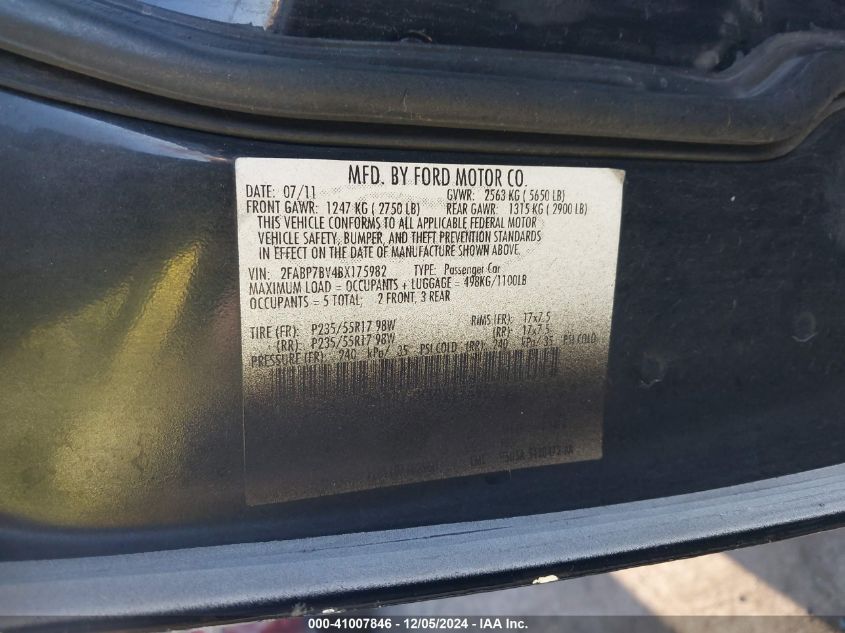 MFD. BY FORD MOTOR CO.
DATE: 07/11 GVWR: 2563 KG ( 5650 LB)
FRONT GAWR: 1247 KG ( 2750 LB) REAR GAWR: 1315 KG ( 2900 LB)
THIS VEHICLE CONFORMS TO ALL APPLICABLE FEDERAL MOTOR
VEHICLE SAFETY, BUMPER, AND THEFT PREVENTION STANDARDS
IN EFFECT ON THE DATE OF MANUFACTURE SHOWN ABOVE.
VIN: 2FABP7BV4BX175982 TYPE: Passenger Car
MAXIMUM LOAD = OCCUPANTS + LUGGAGE = 498KG/1100LB
OCCUPANTS = 5 TOTAL; 2 FRONT, 3 REAR
TIRE (FR): P235/55R17 98W RIMS (FR): 17x7.5
(RR): P235/55R17 98W (RR): 17x7.5
PRESSURE (FR): 240 kPa/ 35 PSI COLD (RR): 240 kPa/ 35 PSI COLD
000-41007846 - 12/05/2024 - IAA Inc.